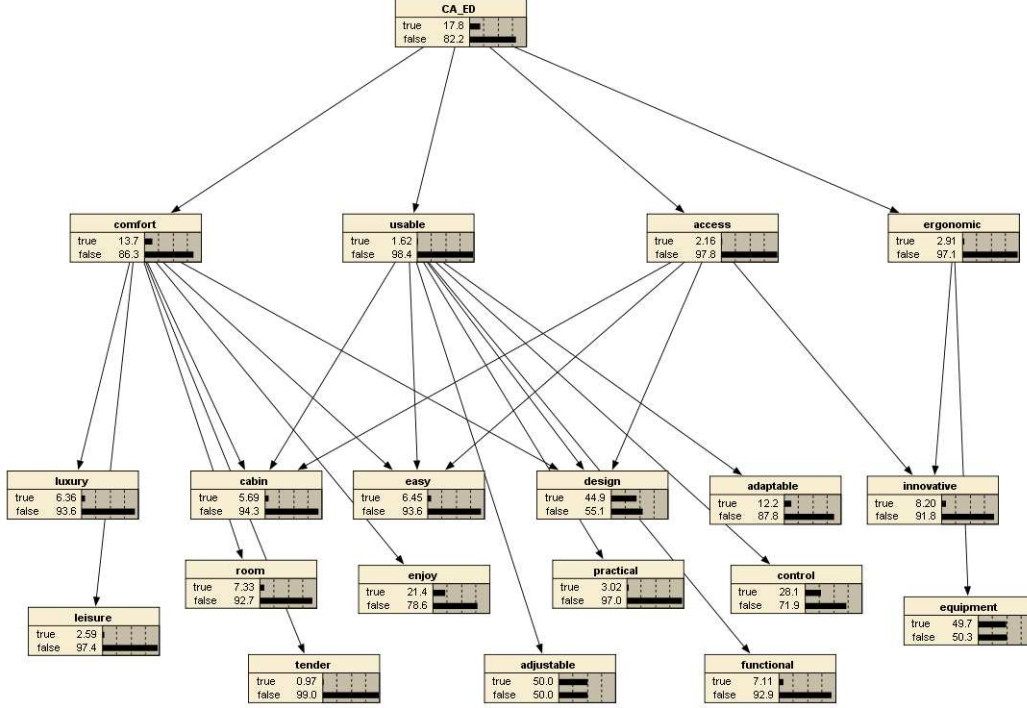 CA_ED
true 17.8
false 82.2
comfort
true 13.7
false 86.3
usable
true 1.62
false 98.4
access
true 2.16
false 97.8
ergonomic
true 2.91
false 97.1
luxury
true 6.36
false 93.6
cabin
true 5.69
false 94.3
easy
true 6.45
false 93.6
design
true 44.9
false 55.1
adaptable
true 12.2
false 87.8
innovative
true 8.20
false 91.8
room
true 7.33
false 92.7
enjoy
true 21.4
false 78.6
practical
true 3.02
false 97.0
control
true 28.1
false 71.9
leisure
true 2.59
false 97.4
equipment
true 49.7
false 50.3
tender
true 0.97
false 99.0
adjustable
true 50.0
false 50.0
functional
true 7.11
false 92.9